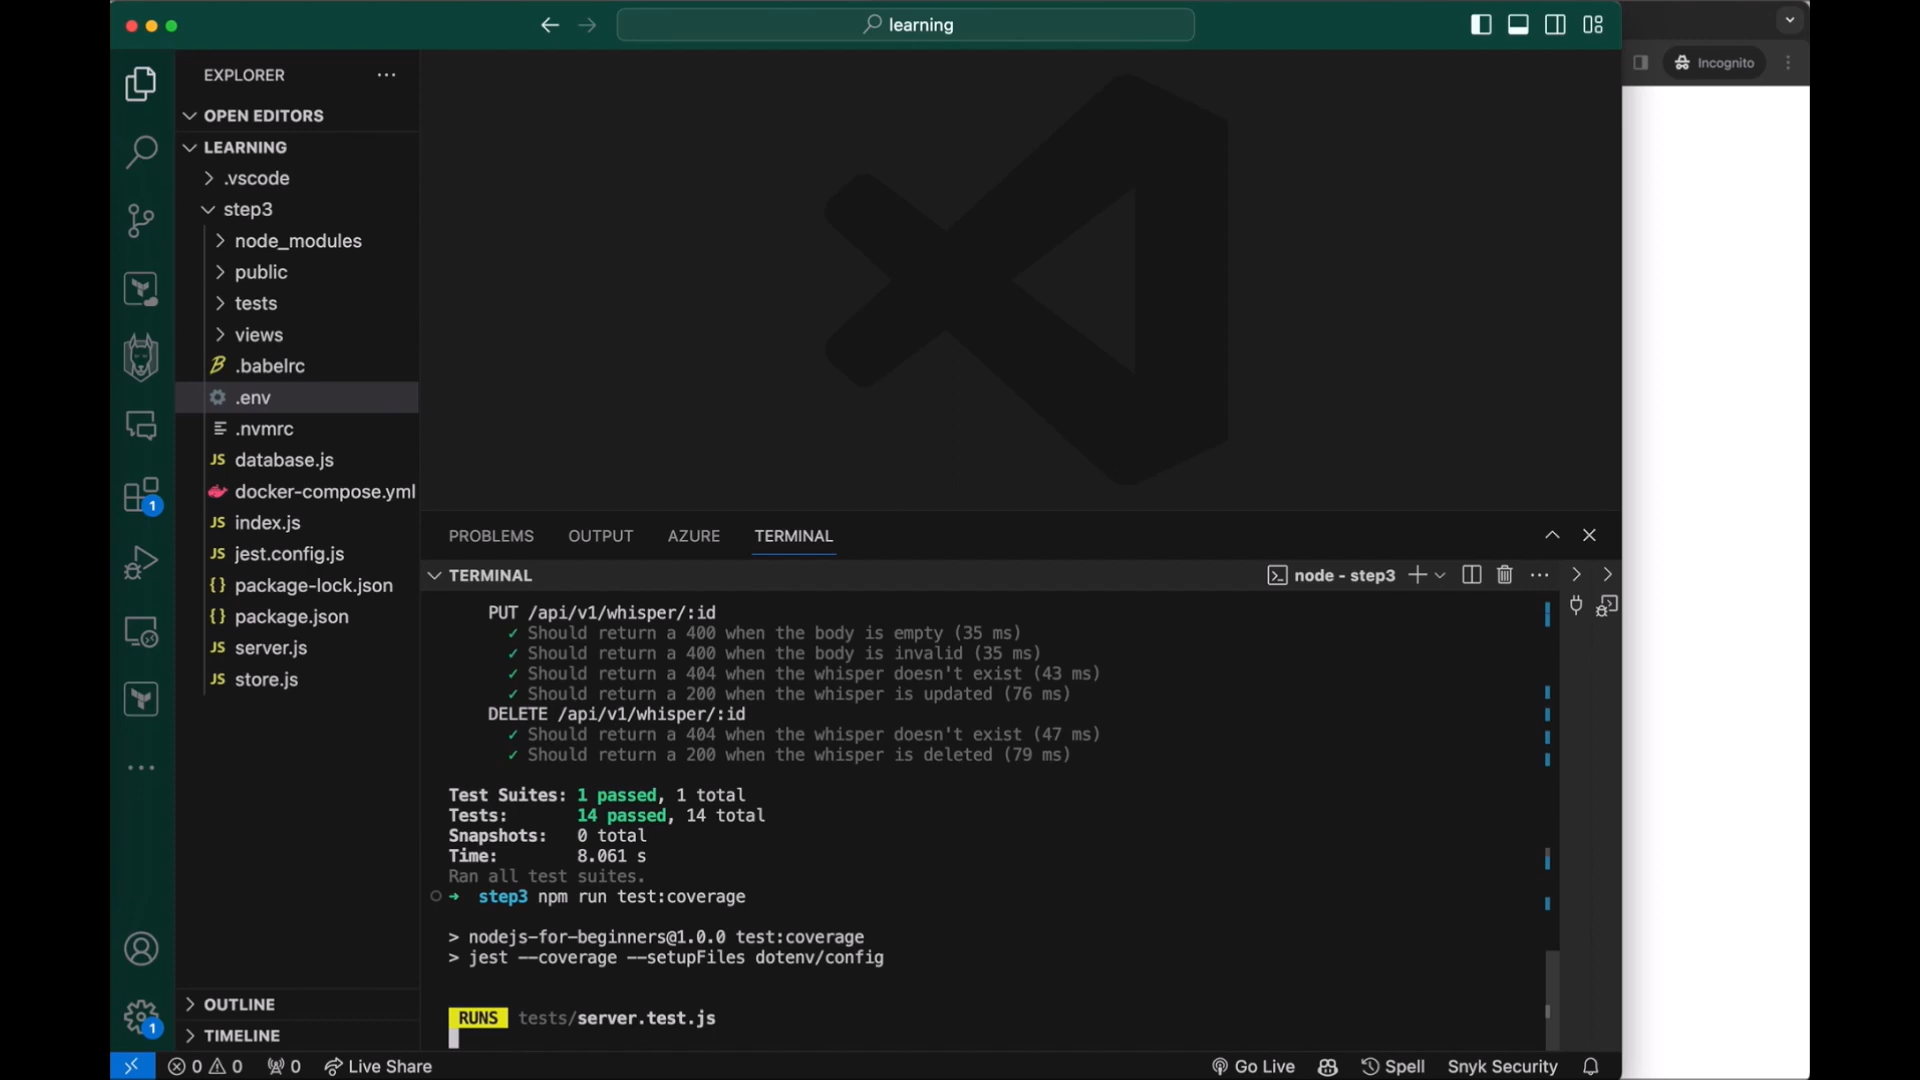 learning
Incognito
EXPLORER
OPEN EDITORS
LEARNING
.vscode
step3
node_modules
public
tests
views
.babelrc
.env
.nvmrc
JS database.js
docker-compose.yml
JS index.js
JS jest.config.js
{} package-lock.json
{} package.json
JS server.js
JS store.js
OUTLINE
TIMELINE
1
1
PROBLEMS OUTPUT AZURE TERMINAL
TERMINAL
node - step3
PUT /api/v1/whisper/:id
✓ Should return a 400 when the body is empty (35 ms)
✓ Should return a 400 when the body is invalid (35 ms)
✓ Should return a 404 when the whisper doesn't exist (43 ms)
✓ Should return a 200 when the whisper is updated (76 ms)
DELETE /api/v1/whisper/:id
✓ Should return a 404 when the whisper doesn't exist (47 ms)
✓ Should return a 200 when the whisper is deleted (79 ms)
Test Suites: 1 passed, 1 total
Tests: 14 passed, 14 total
Snapshots: 0 total
Time: 8.061 s
Ran all test suites.
➜ step3 npm run test:coverage
> nodejs-for-beginners@1.0.0 test:coverage
> jest --coverage --setupFiles dotenv/config
RUNS tests/server.test.js
0 0 0 Live Share
Go Live Spell Snyk Security